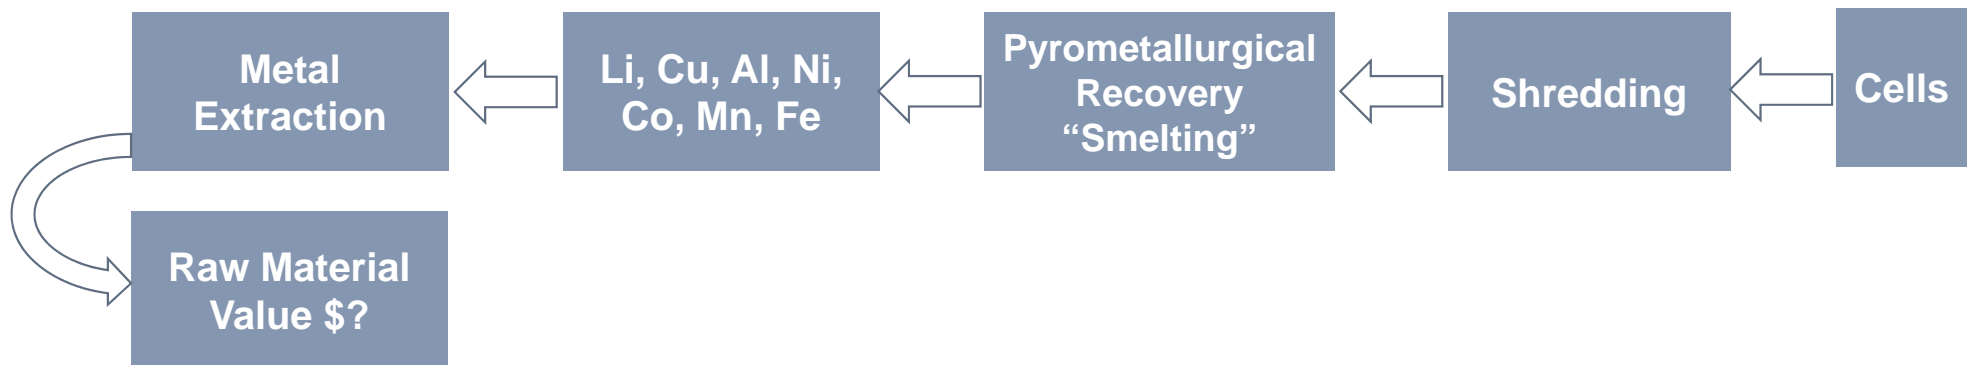 Metal
Extraction
Li, Cu, Al, Ni,
Co, Mn, Fe
Pyrometallurgical
Recovery
“Smelting”
Shredding
Cells
Raw Material
Value $?